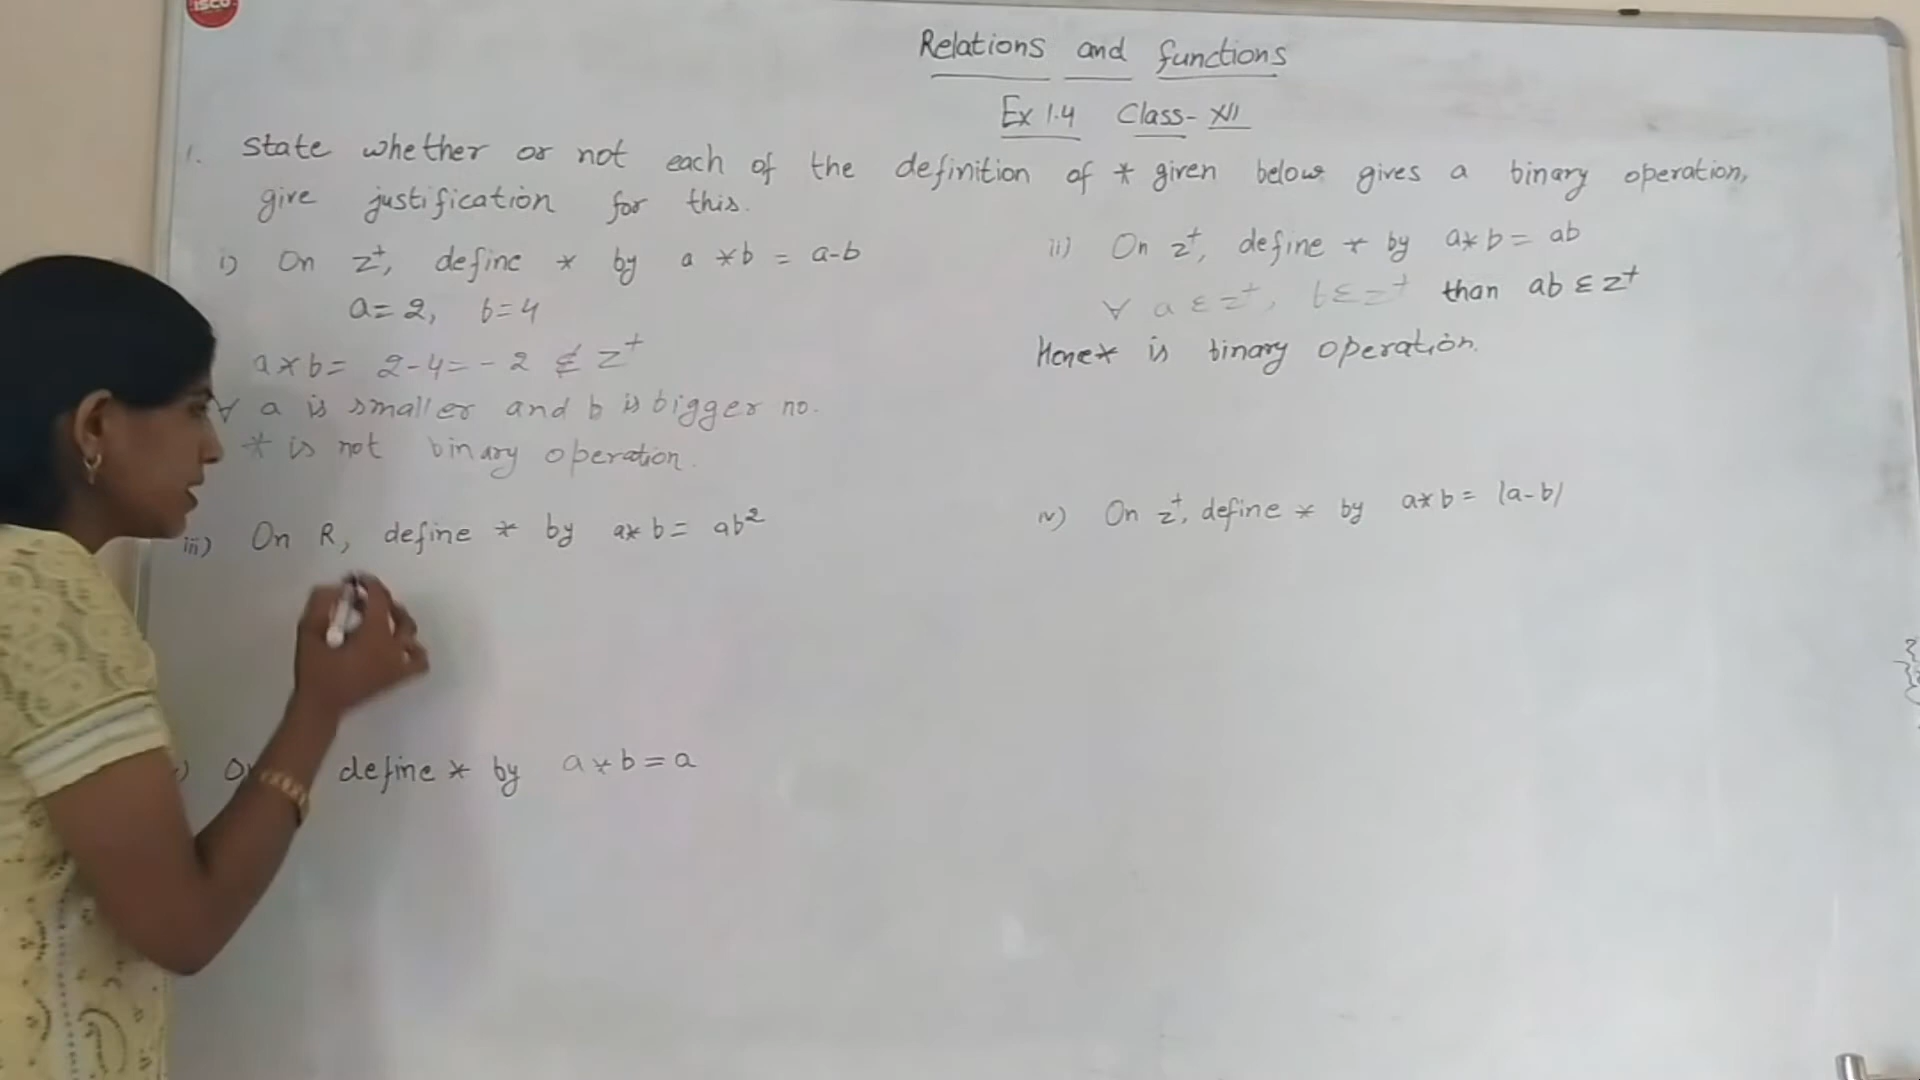 ISCO
Relations and functions
Ex 1.4 Class- XII
1. State whether or not each of the definition of * given below gives a binary operation,
give justification for this.
i) On z⁺, define * by a *b = a-b
a=2, b=4
a*b= 2-4=-2 ∉ z⁺
∀ a is smaller and b is bigger no.
* is not binary operation.
ii) On z⁺, define * by a*b= ab
∀ a ε z⁺, b ε z⁺ than ab ε z⁺
Hence * is binary operation.
iii) On R, define * by a*b= ab²
iv) On z⁺, define * by a*b= |a-b|
define * by a*b=a